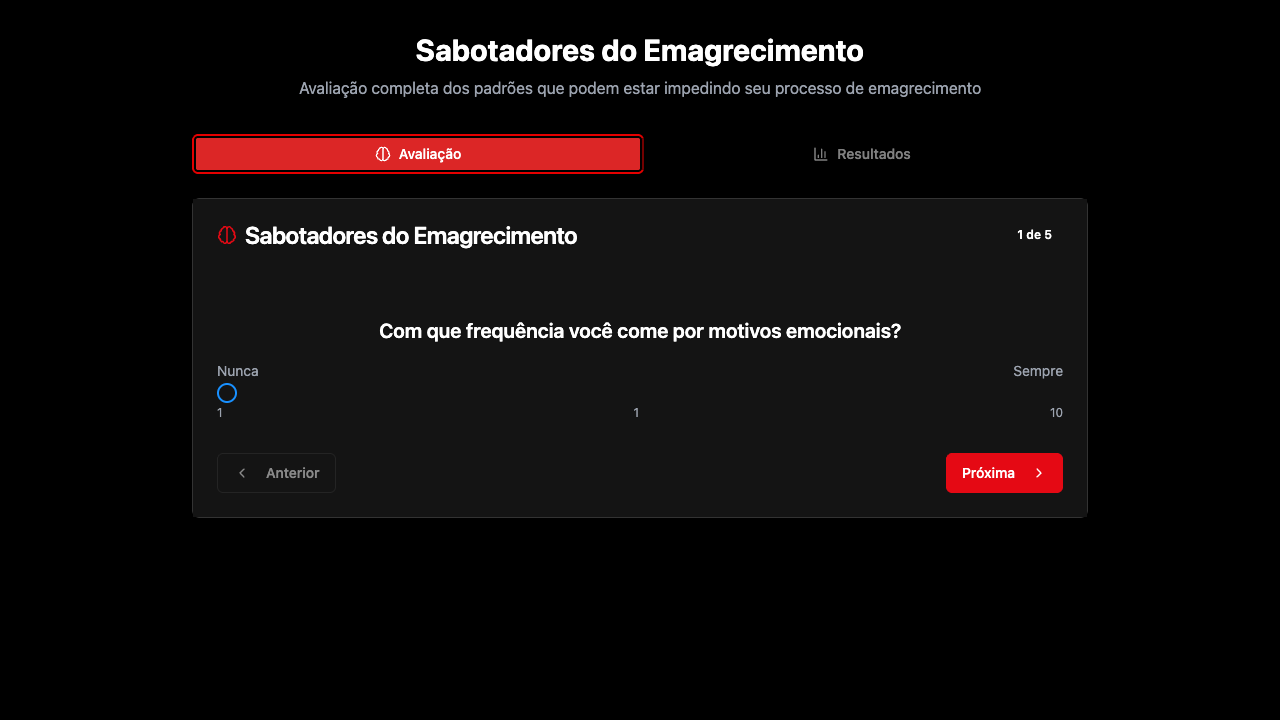 Sabotadores do Emagrecimento
Avaliação completa dos padrões que podem estar impedindo seu processo de emagrecimento
Avaliação
Resultados
Sabotadores do Emagrecimento
1 de 5
Com que frequência você come por motivos emocionais?
Nunca
Sempre
1
1
10
Anterior
Próxima